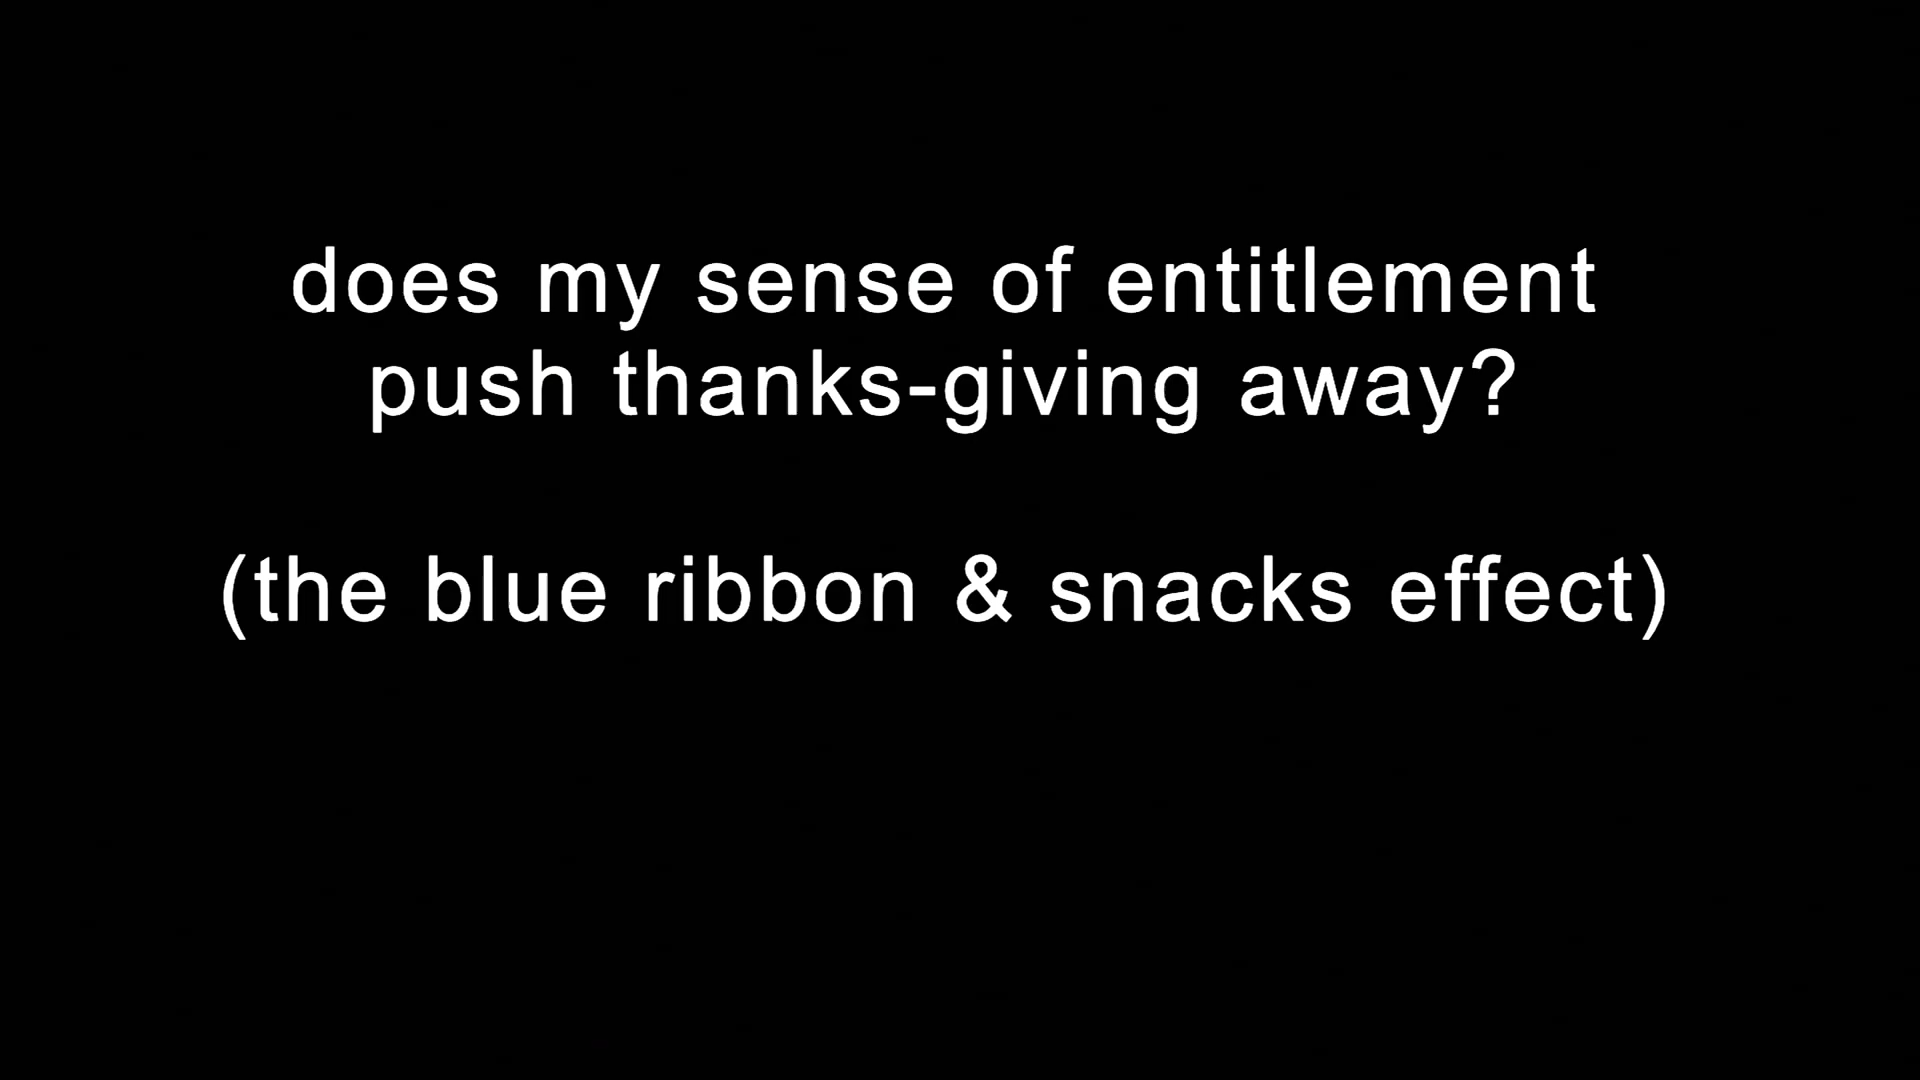 does my sense of entitlement
push thanks-giving away?
(the blue ribbon & snacks effect)